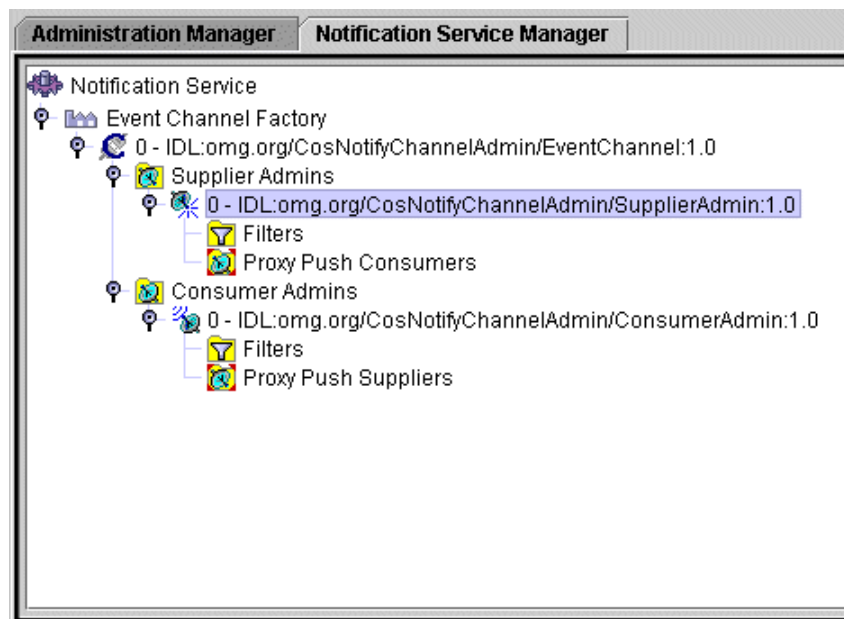 Administration Manager Notification Service Manager
Notification Service
Event Channel Factory
0 - IDL:omg.org/CosNotifyChannelAdmin/EventChannel:1.0
Supplier Admins
0 - IDL:omg.org/CosNotifyChannelAdmin/SupplierAdmin:1.0
Filters
Proxy Push Consumers
Consumer Admins
0 - IDL:omg.org/CosNotifyChannelAdmin/ConsumerAdmin:1.0
Filters
Proxy Push Suppliers